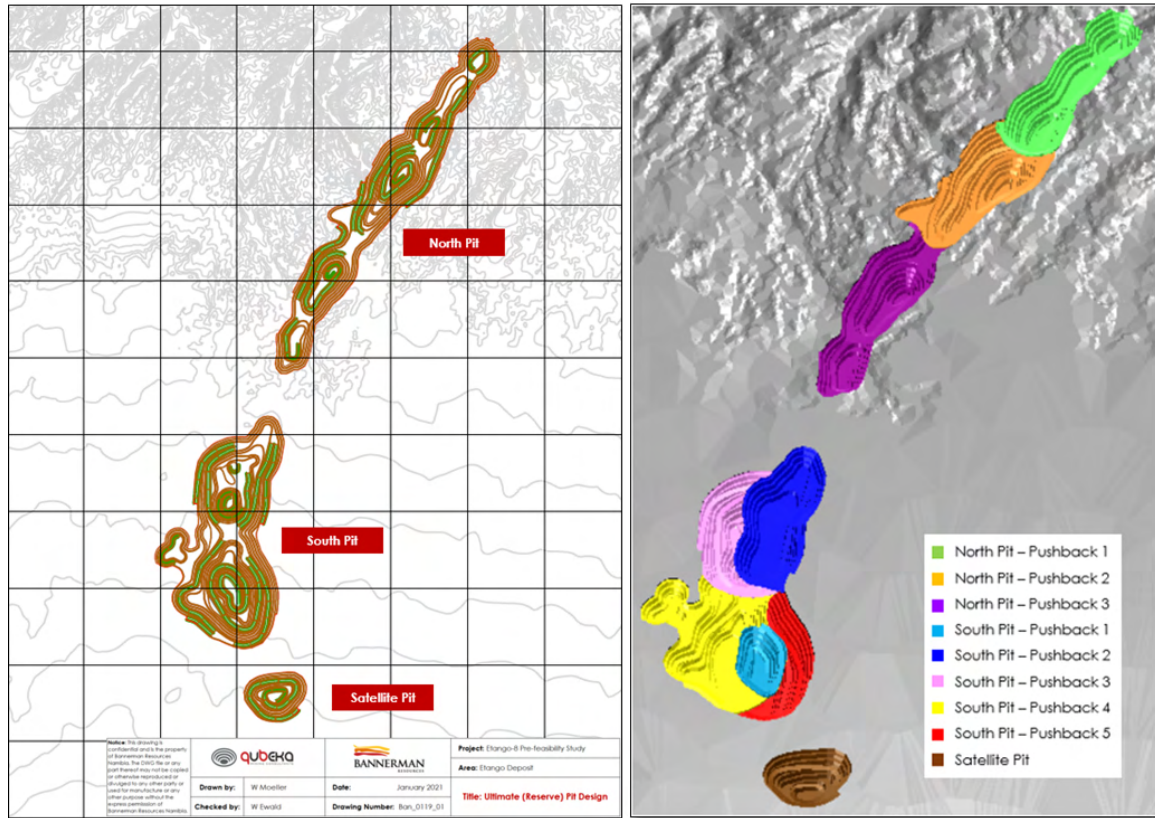 North Pit
South Pit
Satellite Pit
Notice: This drawing is
confidential and is the property
of Bannerman Resources
Namibia. The DWG-file or any
part thereof may not be copied
or otherwise reproduced or
divulged to any other party or
used for manufacture or any
other purpose without the
express permission of
Bannerman Resources Namibia.
QUBEKA
BANNERMAN
RESOURCES
Project: Etango-8 Pre-feasibility Study
Area: Etango Deposit
Drawn by: W Moeller
Date: January 2021
Checked by: W Ewald
Drawing Number: Ban_0119_01
Title: Ultimate (Reserve) Pit Design
North Pit – Pushback 1
North Pit – Pushback 2
North Pit – Pushback 3
South Pit – Pushback 1
South Pit – Pushback 2
South Pit – Pushback 3
South Pit – Pushback 4
South Pit – Pushback 5
Satellite Pit